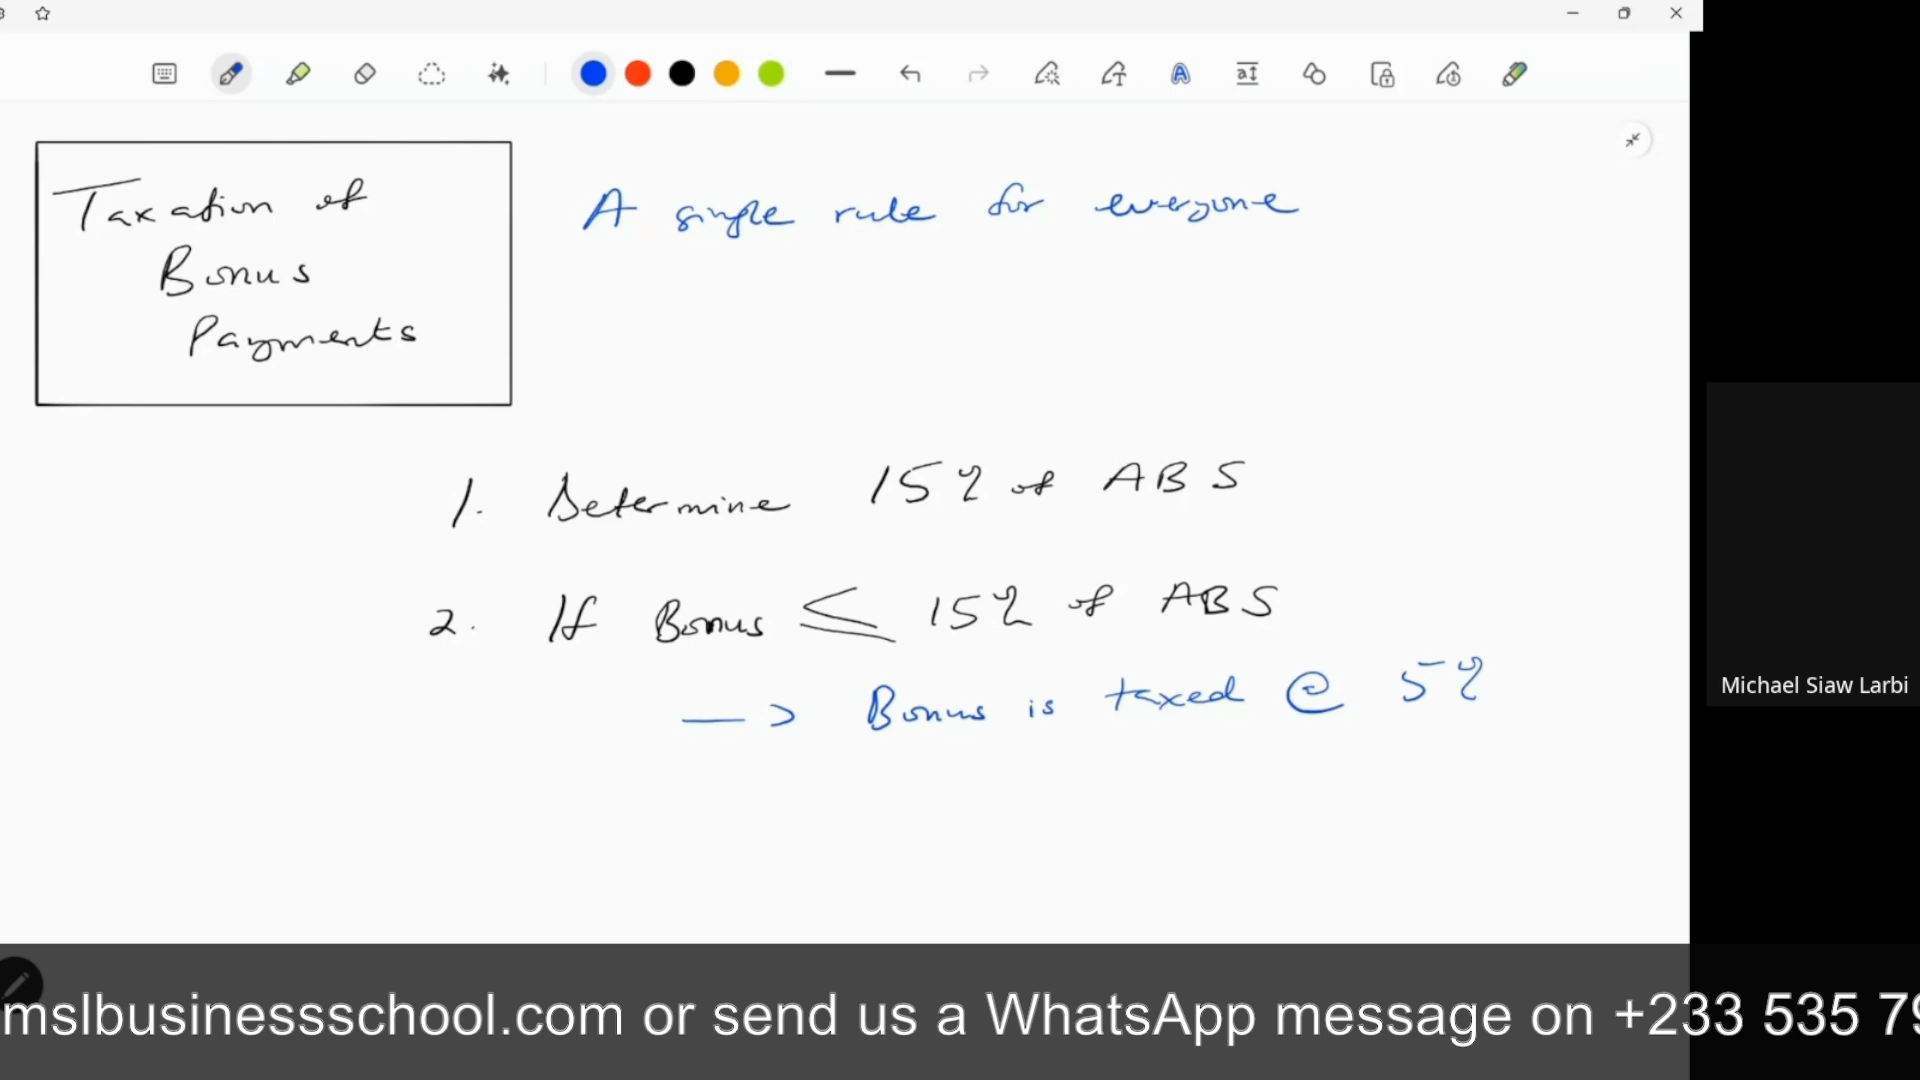 Taxation of
Bonus
Payments
A single rule for everyone
1. Determine 15% of ABS
2. If Bonus ≤ 15% of ABS
—> Bonus is taxed @ 5%
Michael Siaw Larbi
mslbusinessschool.com or send us a WhatsApp message on +233 535 79